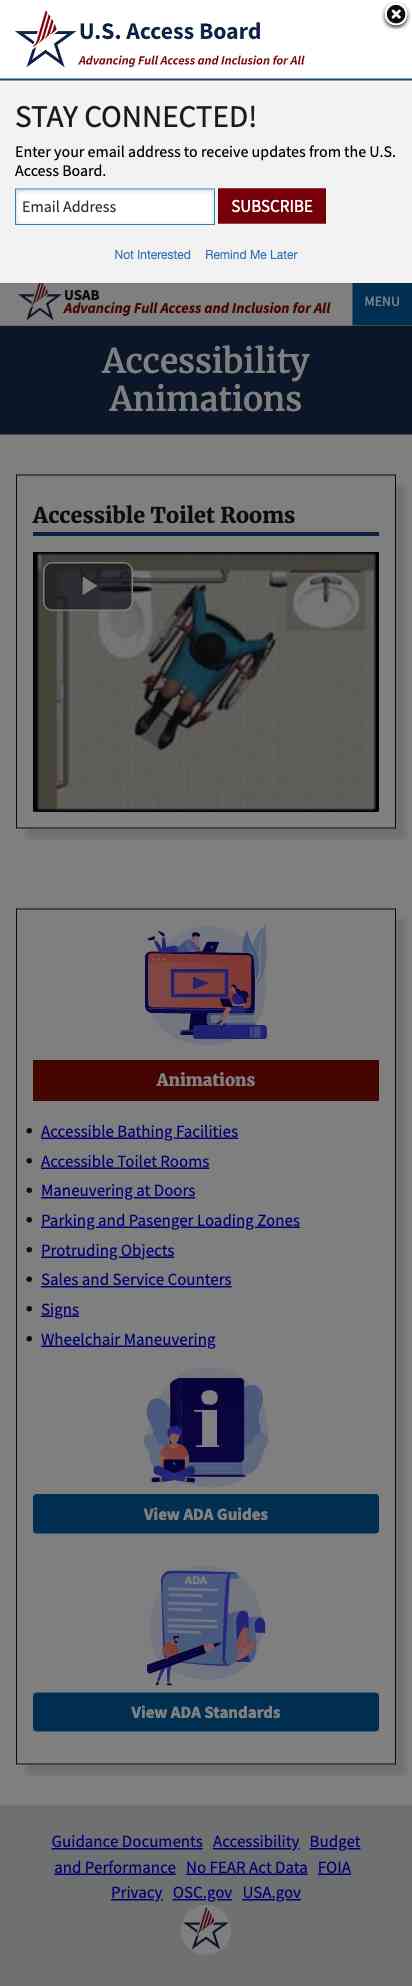 U.S. Access Board
Advancing Full Access and Inclusion for All
STAY CONNECTED!
Enter your email address to receive updates from the U.S.
Access Board.
Email Address
SUBSCRIBE
Not Interested Remind Me Later
USAB
Advancing Full Access and Inclusion for All
MENU
Accessibility
Animations
Accessible Toilet Rooms
Animations
Accessible Bathing Facilities
Accessible Toilet Rooms
Maneuvering at Doors
Parking and Pasenger Loading Zones
Protruding Objects
Sales and Service Counters
Signs
Wheelchair Maneuvering
i
View ADA Guides
ADA
View ADA Standards
Guidance Documents Accessibility Budget
and Performance No FEAR Act Data FOIA
Privacy OSC.gov USA.gov